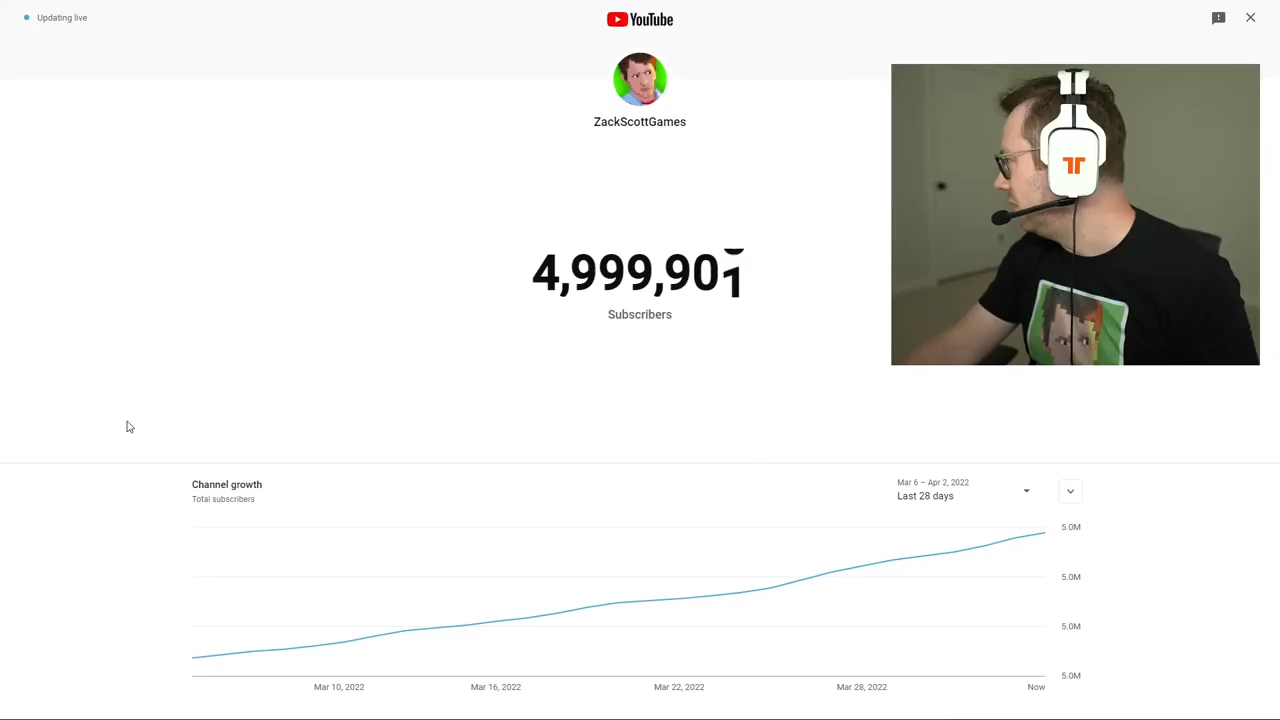 Updating live
YouTube
ZackScottGames
4,999,901
Subscribers
Channel growth
Total subscribers
Mar 6 – Apr 2, 2022
Last 28 days
5.0M
5.0M
5.0M
5.0M
Mar 10, 2022
Mar 16, 2022
Mar 22, 2022
Mar 28, 2022
Now